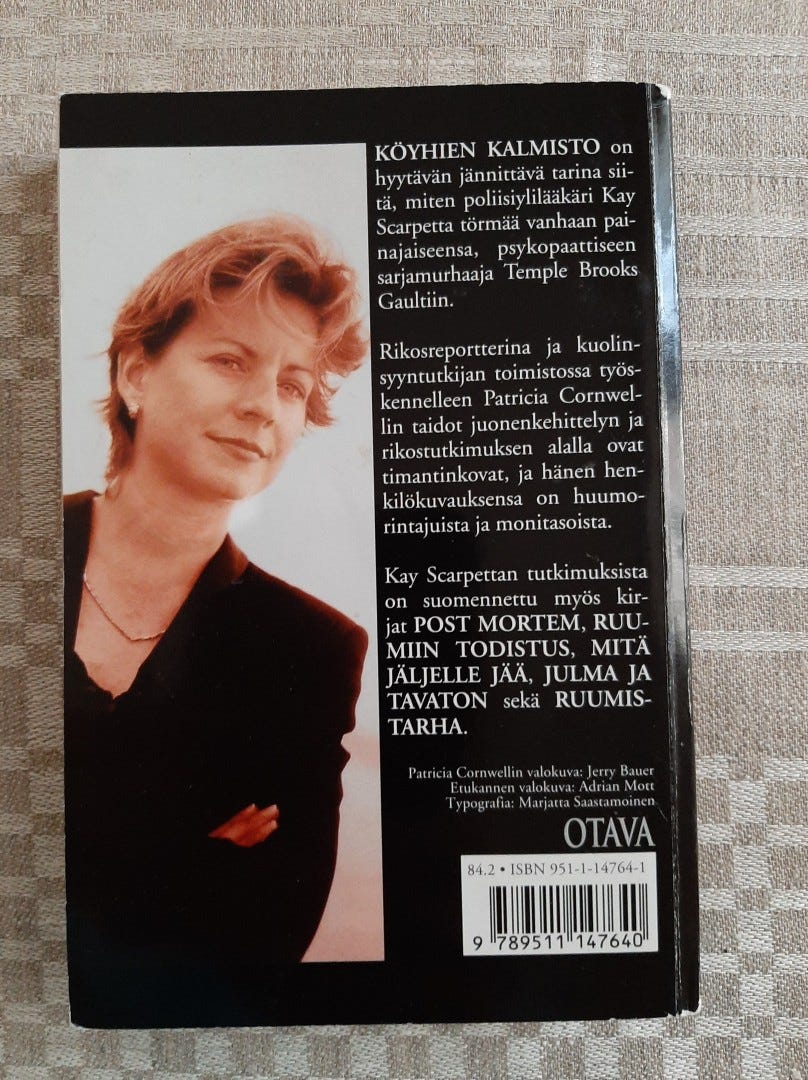 KÖYHIEN KALMISTO on
hyytävän jännittävä tarina sii-
tä, miten poliisiylilääkäri Kay
Scarpetta törmää vanhaan pai-
najaiseensa, psykopaattiseen
sarjamurhaaja Temple Brooks
Gaultiin.
Rikosreportterina ja kuolin-
syyntutkijan toimistossa työs-
kennelleen Patricia Cornwel-
lin taidot juonenkehittelyn ja
rikostutkimuksen alalla ovat
timantinkovat, ja hänen hen-
kilökuvauksensa on huumo-
rintajuista ja monitasoista.
Kay Scarpettan tutkimuksista
on suomennettu myös kir-
jat POST MORTEM, RUU-
MIIN TODISTUS, MITÄ
JÄLJELLE JÄÄ, JULMA JA
TAVATON sekä RUUMIS-
TARHA.
Patricia Cornwellin valokuva: Jerry Bauer
Etukannen valokuva: Adrian Mott
Typografia: Marjatta Saastamoinen
OTAVA
84.2 • ISBN 951-1-14764-1
9 789511 147640